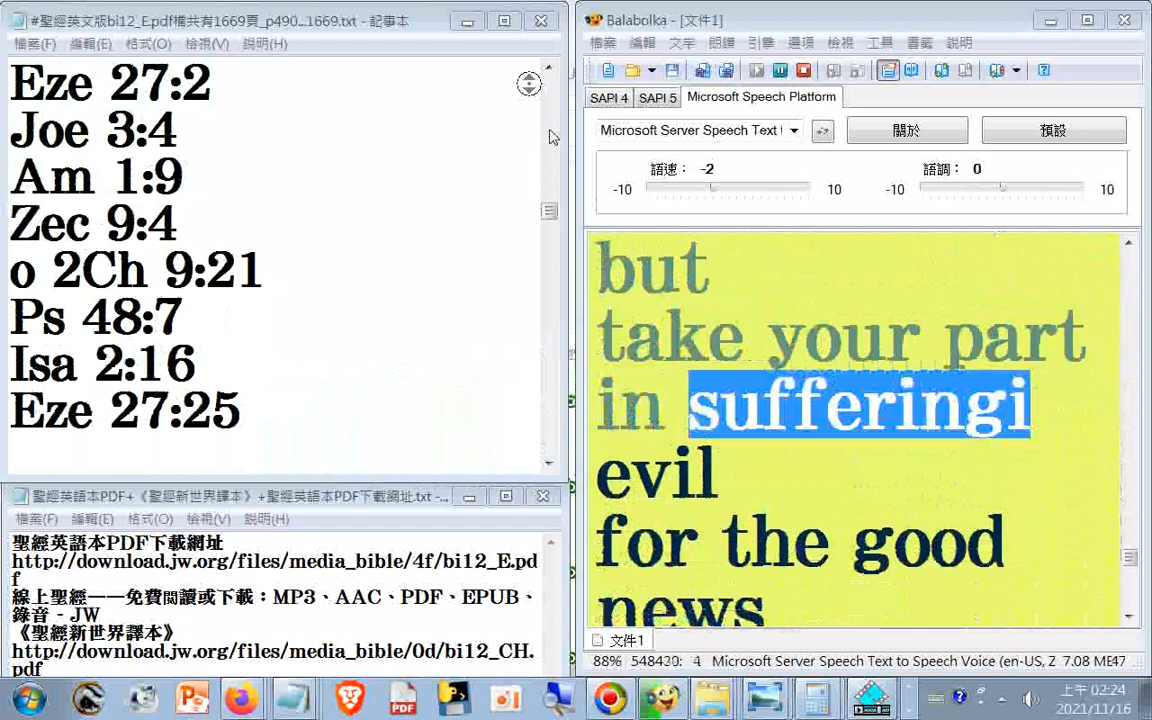 #聖經英文版bi12_E.pdf檔共有1669頁_p490...1669.txt - 記事本
檔案(F) 編輯(E) 格式(O) 檢視(V) 說明(H)
Eze 27:2
Joe 3:4
Am 1:9
Zec 9:4
o 2Ch 9:21
Ps 48:7
Isa 2:16
Eze 27:25
聖經英語本PDF+《聖經新世界譯本》+聖經英語本PDF下載網址.txt -...
檔案(F) 編輯(E) 格式(O) 檢視(V) 說明(H)
聖經英語本PDF下載網址
http://download.jw.org/files/media_bible/4f/bi12_E.pd
f
線上聖經——免費閱讀或下載：MP3、AAC、PDF、EPUB、
錄音 - JW
《聖經新世界譯本》
http://download.jw.org/files/media_bible/0d/bi12_CH.
pdf
Balabolka - [文件1]
檔案 編輯 文字 朗讀 引擎 選項 檢視 工具 書籤 說明
SAPI 4 SAPI 5 Microsoft Speech Platform
Microsoft Server Speech Text 關於 預設
語速： -2 語調： 0
-10 10 -10 10
but
take your part
in sufferingi
evil
for the good
news
文件1
88% 548430: 4 Microsoft Server Speech Text to Speech Voice (en-US, Z 7.08 ME47
PDF
上午 02:24
2021/11/16